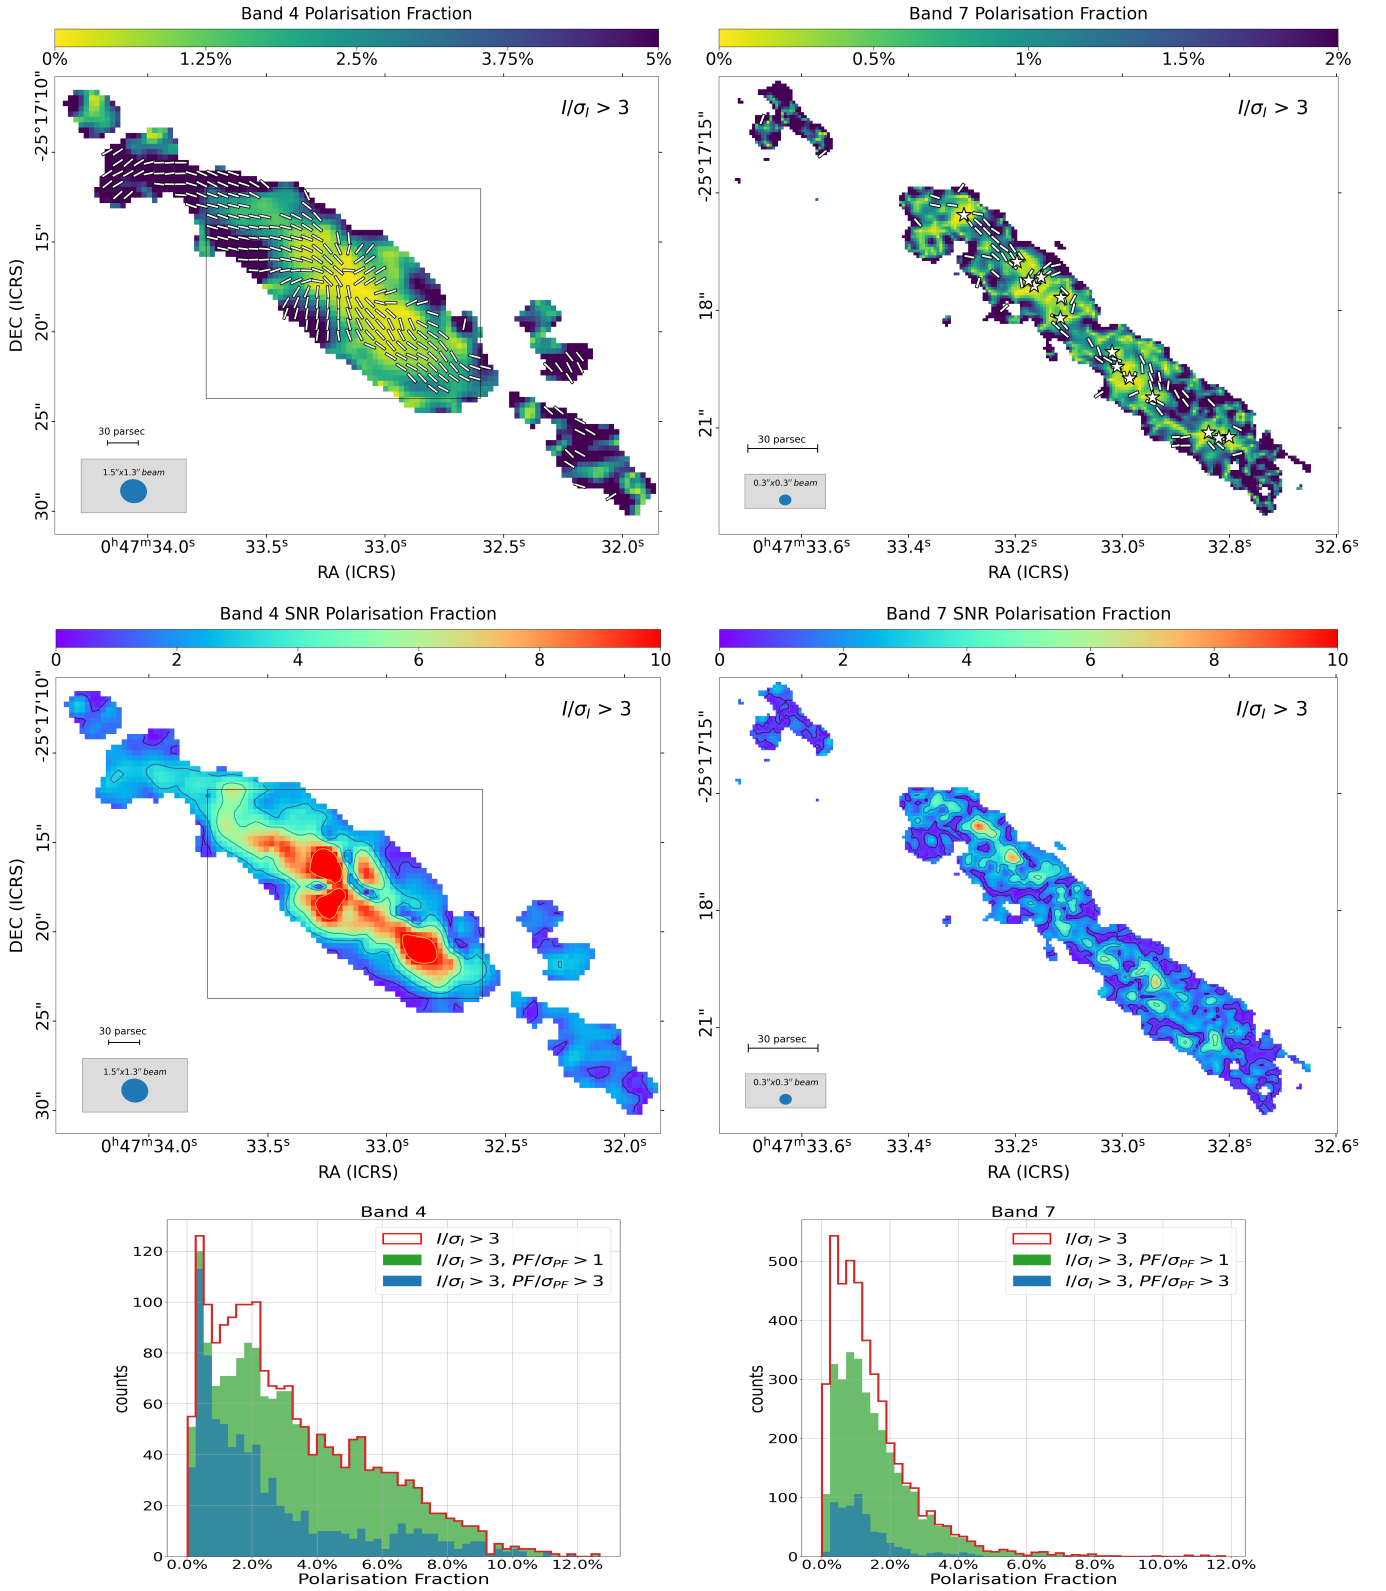 Band 4 Polarisation Fraction
0% 1.25% 2.5% 3.75% 5%
I/σI > 3
DEC (ICRS)
-25°17'10" 15" 20" 25" 30"
30 parsec
1.5"x1.3" beam
0ʰ47ᵐ34.0ˢ 33.5ˢ 33.0ˢ 32.5ˢ 32.0ˢ
RA (ICRS)
Band 7 Polarisation Fraction
0% 0.5% 1% 1.5% 2%
I/σI > 3
-25°17'15" 18" 21"
30 parsec
0.3"x0.3" beam
0ʰ47ᵐ33.6ˢ 33.4ˢ 33.2ˢ 33.0ˢ 32.8ˢ 32.6ˢ
RA (ICRS)
Band 4 SNR Polarisation Fraction
0 2 4 6 8 10
I/σI > 3
DEC (ICRS)
-25°17'10" 15" 20" 25" 30"
30 parsec
1.5"x1.3" beam
0ʰ47ᵐ34.0ˢ 33.5ˢ 33.0ˢ 32.5ˢ 32.0ˢ
RA (ICRS)
Band 7 SNR Polarisation Fraction
0 2 4 6 8 10
I/σI > 3
-25°17'15" 18" 21"
30 parsec
0.3"x0.3" beam
0ʰ47ᵐ33.6ˢ 33.4ˢ 33.2ˢ 33.0ˢ 32.8ˢ 32.6ˢ
RA (ICRS)
Band 4
I/σI > 3
I/σI > 3, PF/σPF > 1
I/σI > 3, PF/σPF > 3
counts
120
100
80
60
40
20
0
0.0% 2.0% 4.0% 6.0% 8.0% 10.0% 12.0%
Polarisation Fraction
Band 7
I/σI > 3
I/σI > 3, PF/σPF > 1
I/σI > 3, PF/σPF > 3
counts
500
400
300
200
100
0
0.0% 2.0% 4.0% 6.0% 8.0% 10.0% 12.0%
Polarisation Fraction